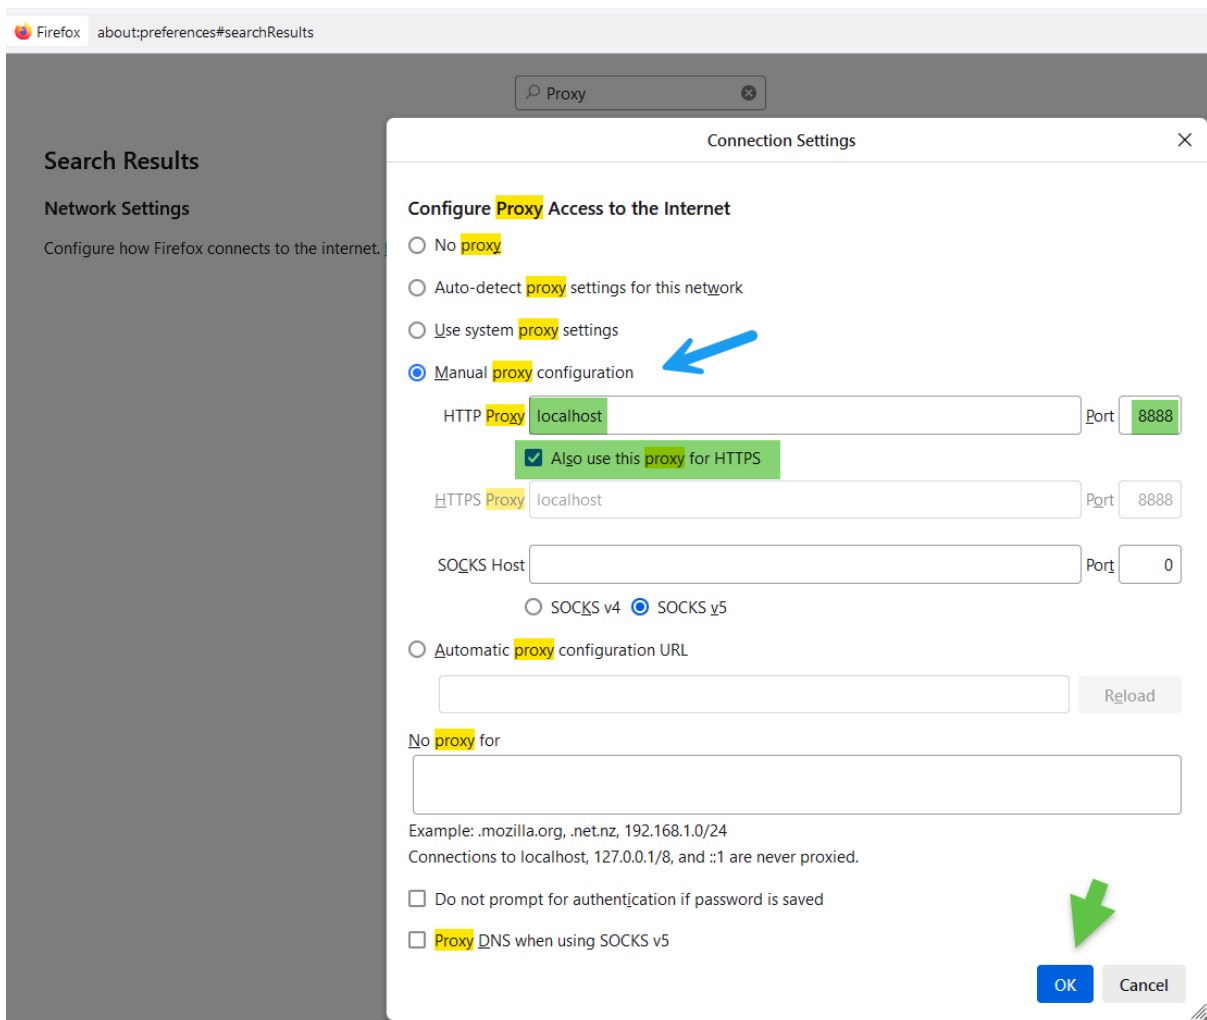 Firefox about:preferences#searchResults
Proxy
Connection Settings
Search Results
Network Settings
Configure how Firefox connects to the internet.
Configure Proxy Access to the Internet
No proxy
Auto-detect proxy settings for this network
Use system proxy settings
Manual proxy configuration
HTTP Proxy localhost Port 8888
Also use this proxy for HTTPS
HTTPS Proxy localhost Port 8888
SOCKS Host Port 0
SOCKS v4 SOCKS v5
Automatic proxy configuration URL
Reload
No proxy for
Example: .mozilla.org, .net.nz, 192.168.1.0/24
Connections to localhost, 127.0.0.1/8, and ::1 are never proxied.
Do not prompt for authentication if password is saved
Proxy DNS when using SOCKS v5
OK Cancel